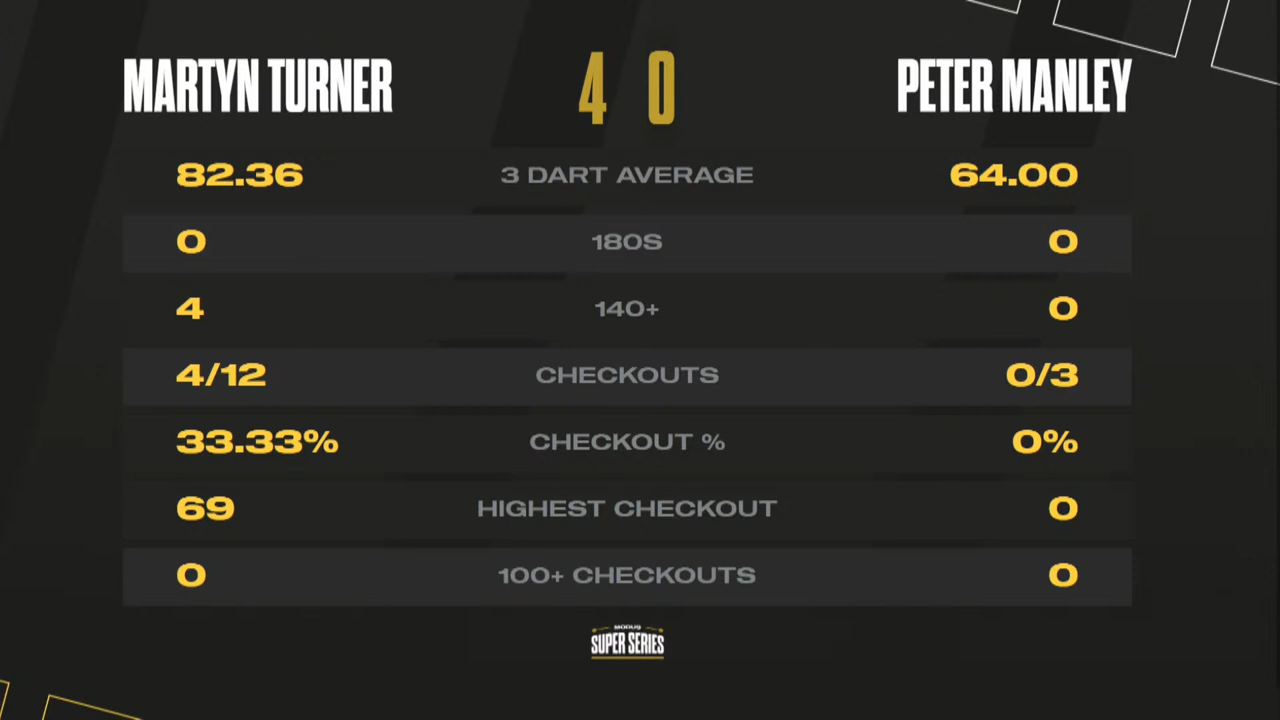 MARTYN TURNER 4 0 PETER MANLEY
82.36 3 DART AVERAGE 64.00
0 180S 0
4 140+ 0
4/12 CHECKOUTS 0/3
33.33% CHECKOUT % 0%
69 HIGHEST CHECKOUT 0
0 100+ CHECKOUTS 0
MODUS
SUPER SERIES